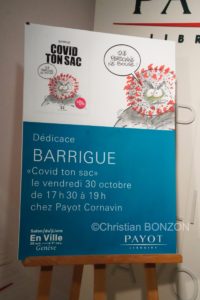 PAYOT
LIBR
COVID
TON SAC
Dédicace
BARRIGUE
«Covid ton sac»
le vendredi 30 octobre
de 17 h 30 à 19 h
chez Payot Cornavin
©Christian BONZON
En Ville
Genève
PAYOT
LIBRAIRE